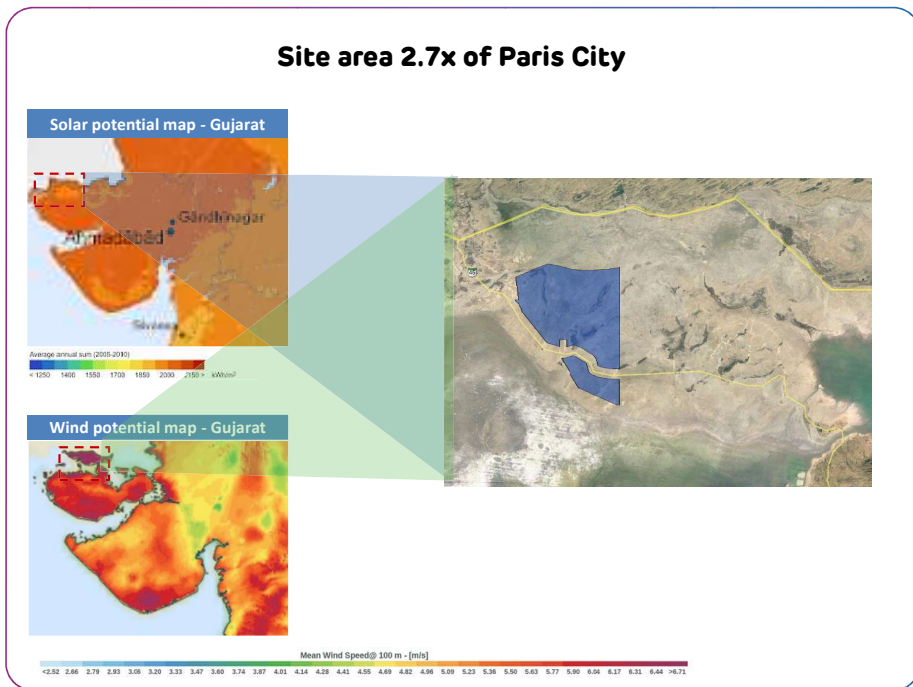 Site area 2.7x of Paris City
Solar potential map - Gujarat
Gāndhīnagar
Ahmadābād
Average annual sum (2005-2010)
< 1250 1400 1550 1700 1850 2000 2150 > kWh/m²
Wind potential map - Gujarat
Mean Wind Speed@ 100 m - [m/s]
<2.52 2.66 2.79 2.93 3.06 3.20 3.33 3.47 3.60 3.74 3.87 4.01 4.14 4.28 4.41 4.55 4.69 4.82 4.96 5.09 5.23 5.36 5.50 5.63 5.77 5.90 6.04 6.17 6.31 6.44 >6.71